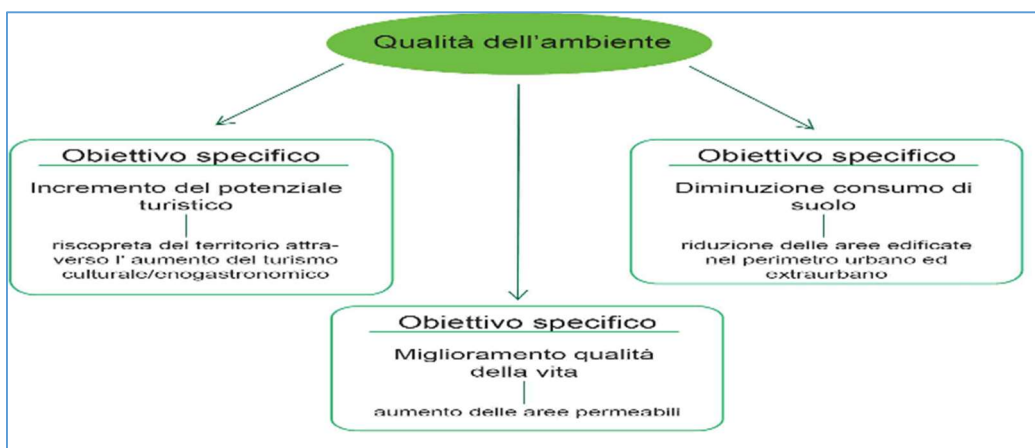 Qualità dell'ambiente
Obiettivo specifico
Incremento del potenziale
turistico
riscopreta del territorio attra-
verso l' aumento del turismo
culturale/enogastronomico
Obiettivo specifico
Miglioramento qualità
della vita
aumento delle aree permeabili
Obiettivo specifico
Diminuzione consumo di
suolo
riduzione delle aree edificate
nel perimetro urbano ed
extraurbano